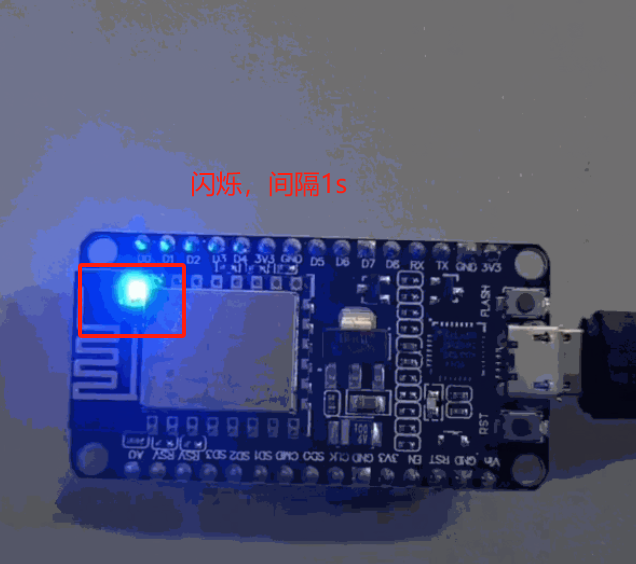 闪烁，间隔1s
D0 D1 D2 D3 D4 3V3 GND D5 D6 D7 D8 RX TX GND 3V3
FLASH
RST
A0 RSV RSV SD3 SD2 SD1 CMD SD0 CLK GND 3V3 EN RST GND Vin